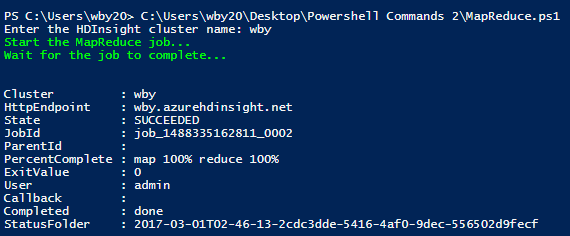 PS C:\Users\wby20> C:\Users\wby20\Desktop\Powershell Commands 2\MapReduce.ps1
Enter the HDInsight cluster name: wby
Start the MapReduce job...
Wait for the job to complete...
Cluster : wby
HttpEndpoint : wby.azurehdinsight.net
State : SUCCEEDED
JobId : job_1488335162811_0002
ParentId :
PercentComplete : map 100% reduce 100%
ExitValue : 0
User : admin
Callback :
Completed : done
StatusFolder : 2017-03-01T02-46-13-2cdc3dde-5416-4af0-9dec-556502d9fecf